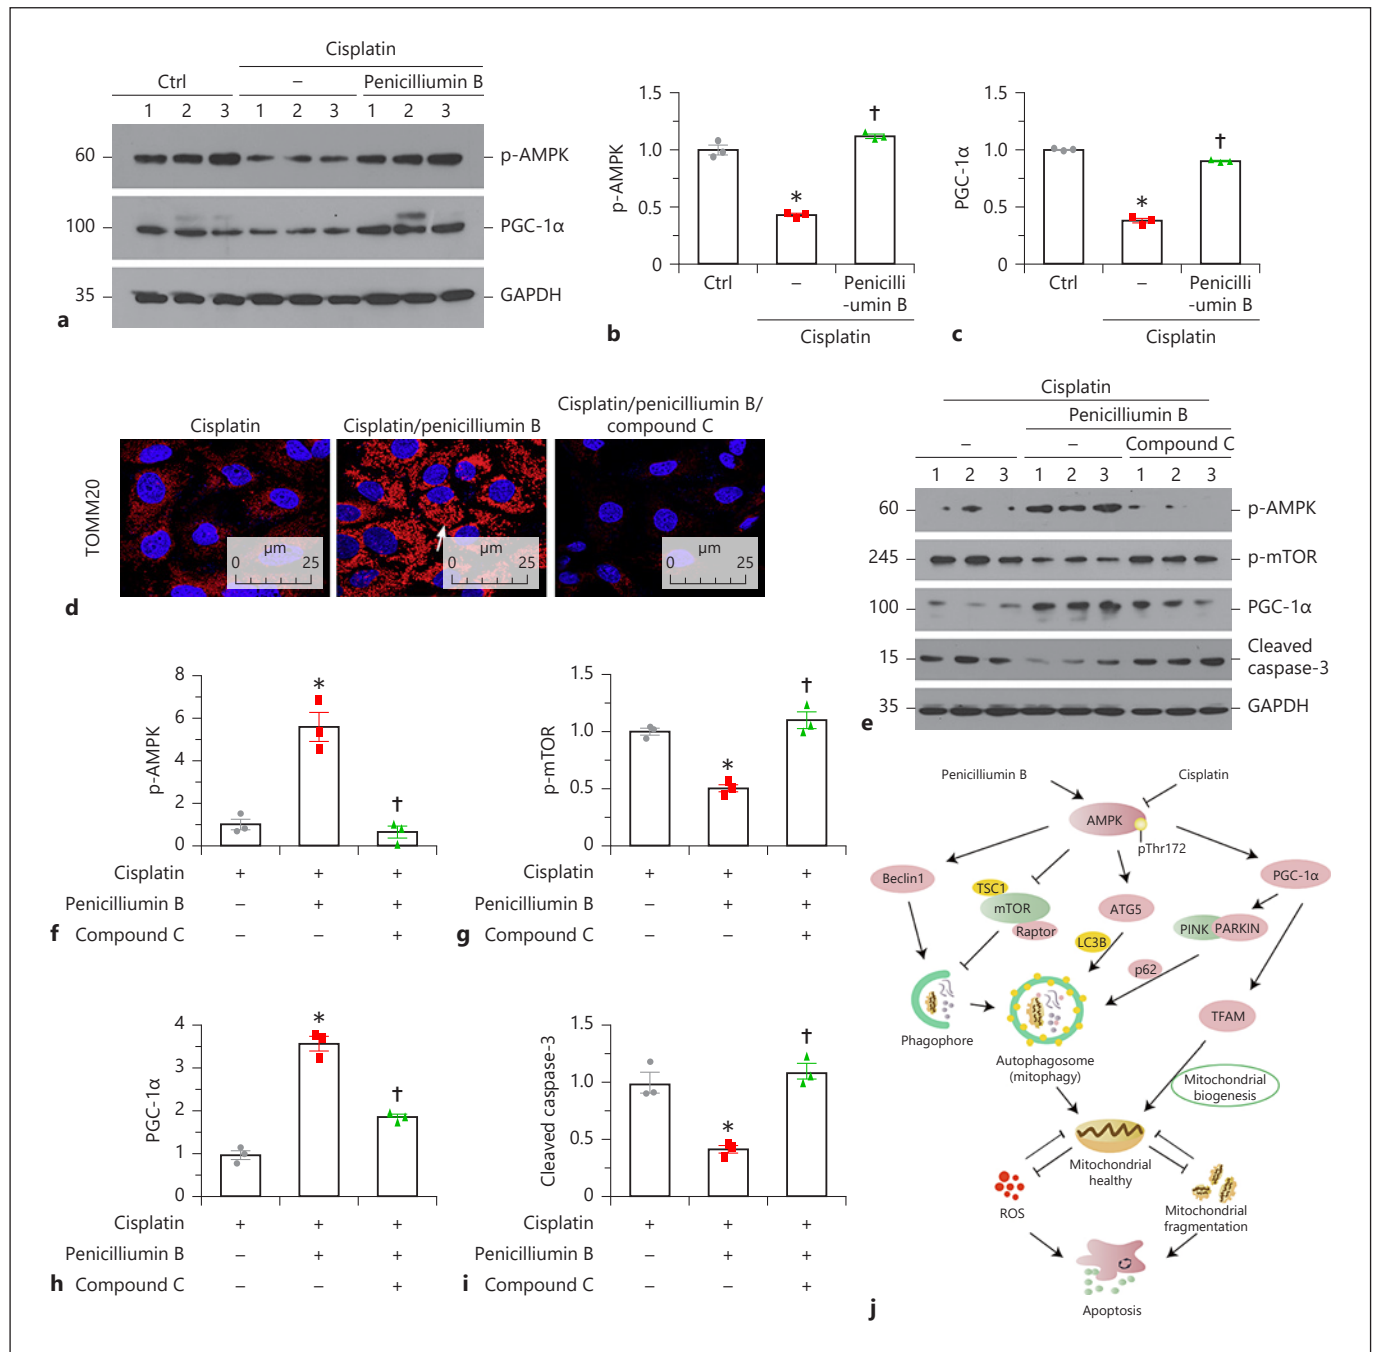 Cisplatin
Ctrl – Penicilliumin B
1 2 3 1 2 3 1 2 3
60 p-AMPK
100 PGC-1α
35 GAPDH
a
1.5
1.0
0.5
0
p-AMPK
*
†
Ctrl – Penicilli
-umin B
Cisplatin
b
1.5
1.0
0.5
0
PGC-1α
*
†
Ctrl – Penicilli
-umin B
Cisplatin
c
Cisplatin Cisplatin/penicilliumin B Cisplatin/penicilliumin B/
compound C
TOMM20
µm
0 25
µm
0 25
µm
0 25
d
Cisplatin
Penicilliumin B
– – Compound C
1 2 3 1 2 3 1 2 3
60 p-AMPK
245 p-mTOR
100 PGC-1α
15 Cleaved
caspase-3
35 GAPDH
e
8
6
4
2
0
p-AMPK
*
†
Cisplatin + + +
Penicilliumin B – + +
Compound C – – +
f
1.5
1.0
0.5
0
p-mTOR
*
†
Cisplatin + + +
Penicilliumin B – + +
Compound C – – +
g
4
3
2
1
0
PGC-1α
*
†
Cisplatin + + +
Penicilliumin B – + +
Compound C – – +
h
1.5
1.0
0.5
0
Cleaved caspase-3
*
†
Cisplatin + + +
Penicilliumin B – + +
Compound C – – +
i
Penicilliumin B Cisplatin
AMPK
pThr172
Beclin1
TSC1
mTOR
Raptor
ATG5
LC3B
PGC-1α
PINK PARKIN
p62
TFAM
Phagophore
Autophagosome
(mitophagy)
Mitochondrial
biogenesis
Mitochondrial
healthy
ROS
Mitochondrial
fragmentation
Apoptosis
j